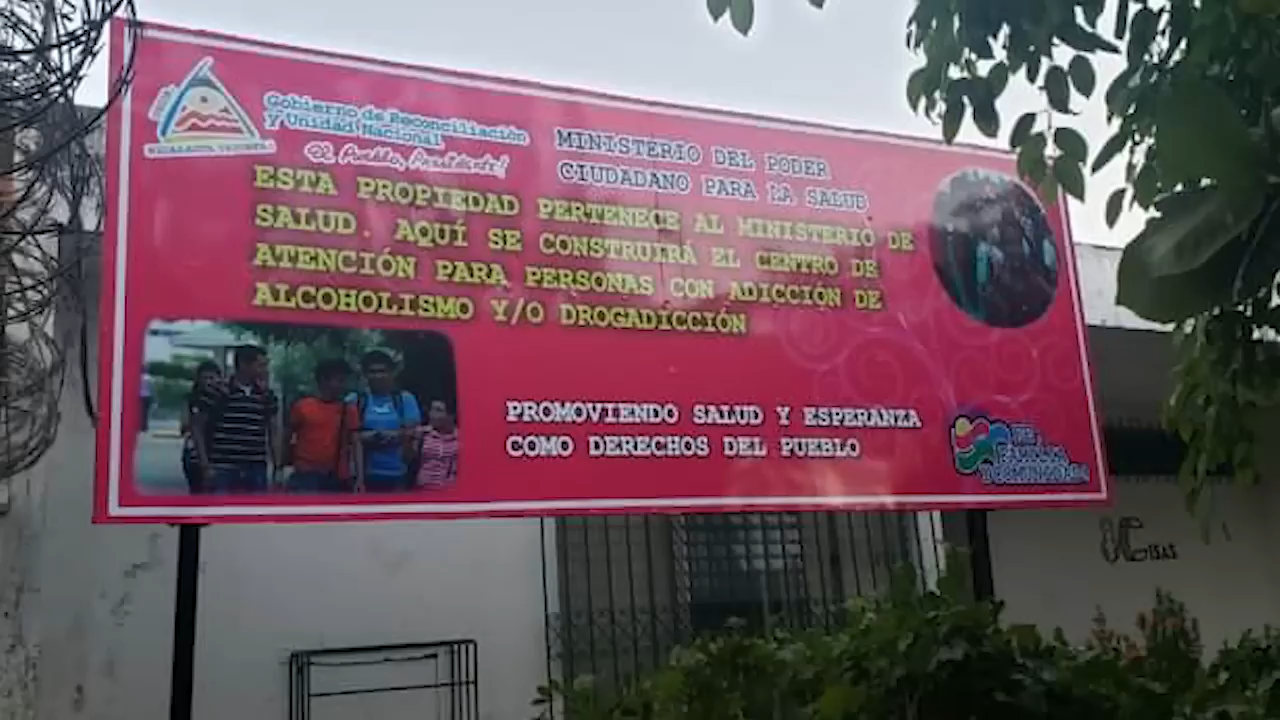 Gobierno de Reconciliación
y Unidad Nacional
El Pueblo, Presidente!
MINISTERIO DEL PODER
CIUDADANO PARA LA SALUD
ESTA PROPIEDAD PERTENECE AL MINISTERIO DE
SALUD. AQUÍ SE CONSTRUIRÁ EL CENTRO DE
ATENCIÓN PARA PERSONAS CON ADICCIÓN DE
ALCOHOLISMO Y/O DROGADICCIÓN
PROMOVIENDO SALUD Y ESPERANZA
COMO DERECHOS DEL PUEBLO